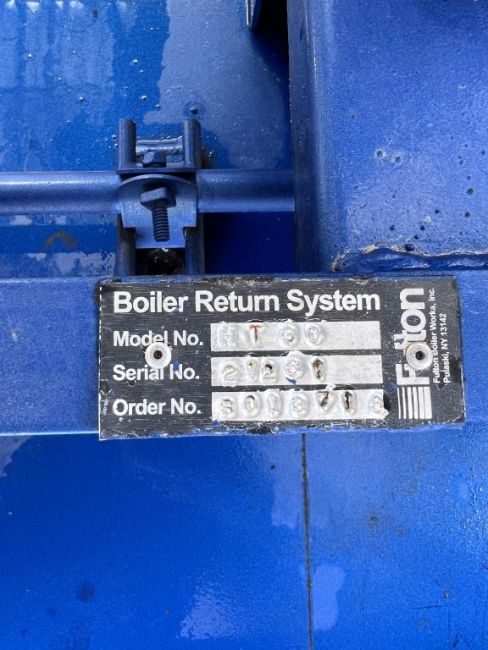 Boiler Return System
Model No.
Serial No.
Order No.
Fulton
Fulton Boiler Works, Inc.
Pulaski, NY 13142